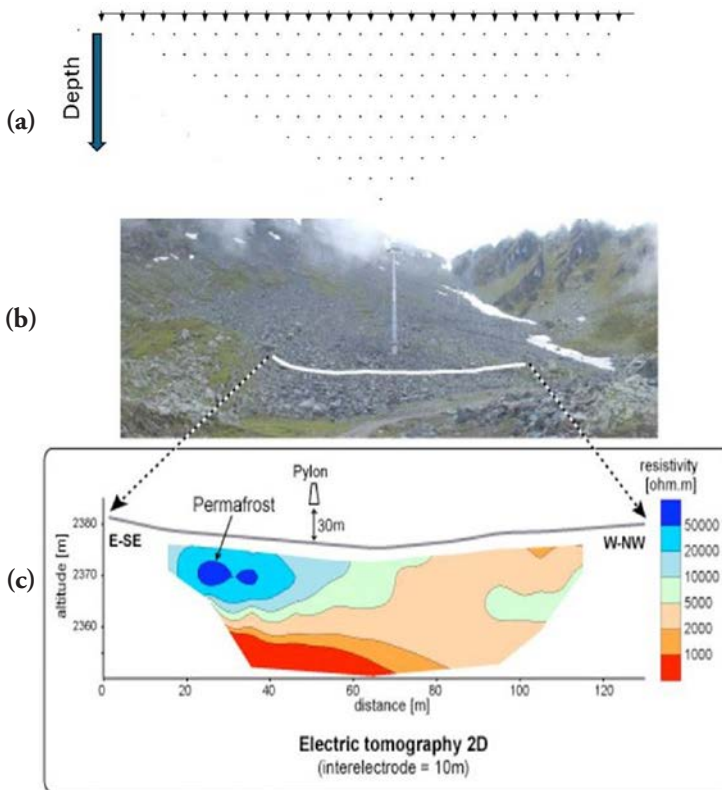 (a)
Depth
(b)
(c)
resistivity
[ohm.m]
Pylon
Permafrost
30m
E-SE
W-NW
altitude [m]
2380
2370
2360
50000
20000
10000
5000
2000
1000
0 20 40 60 80 100 120
distance [m]
Electric tomography 2D
(interelectrode = 10m)